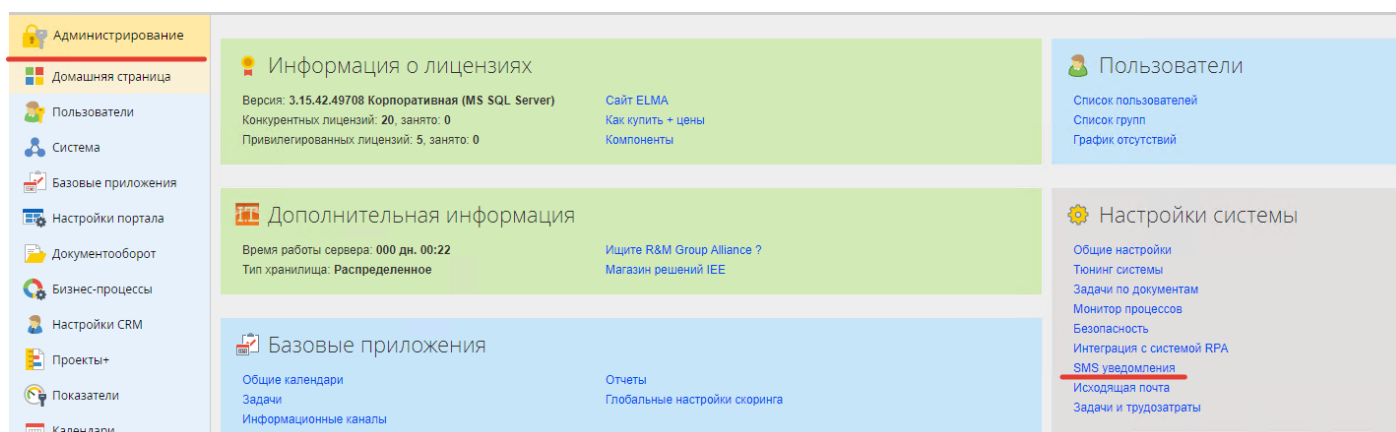 Администрирование
Домашняя страница
Пользователи
Система
Базовые приложения
Настройки портала
Документооборот
Бизнес-процессы
Настройки CRM
Проекты+
Показатели
Календари
Информация о лицензиях
Версия: 3.15.42.49708 Корпоративная (MS SQL Server)
Конкурентных лицензий: 20, занято: 0
Привилегированных лицензий: 5, занято: 0
Сайт ELMA
Как купить + цены
Компоненты
Дополнительная информация
Время работы сервера: 000 дн. 00:22
Тип хранилища: Распределенное
Ищите R&M Group Alliance ?
Магазин решений IEE
Базовые приложения
Общие календари
Задачи
Информационные каналы
Отчеты
Глобальные настройки скоринга
Пользователи
Список пользователей
Список групп
График отсутствий
Настройки системы
Общие настройки
Тюнинг системы
Задачи по документам
Монитор процессов
Безопасность
Интеграция с системой RPA
SMS уведомления
Исходящая почта
Задачи и трудозатраты